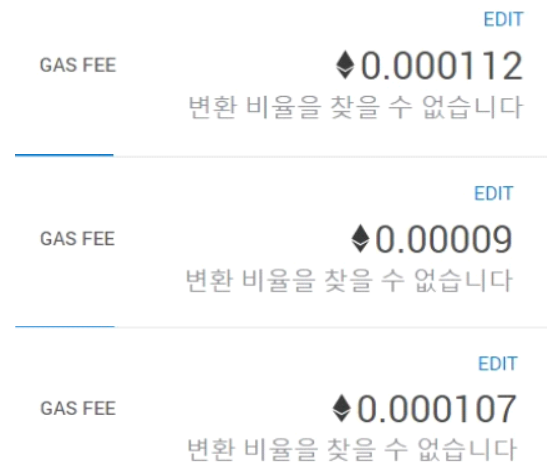 EDIT
GAS FEE 0.000112
변환 비율을 찾을 수 없습니다
EDIT
GAS FEE 0.00009
변환 비율을 찾을 수 없습니다
EDIT
GAS FEE 0.000107
변환 비율을 찾을 수 없습니다